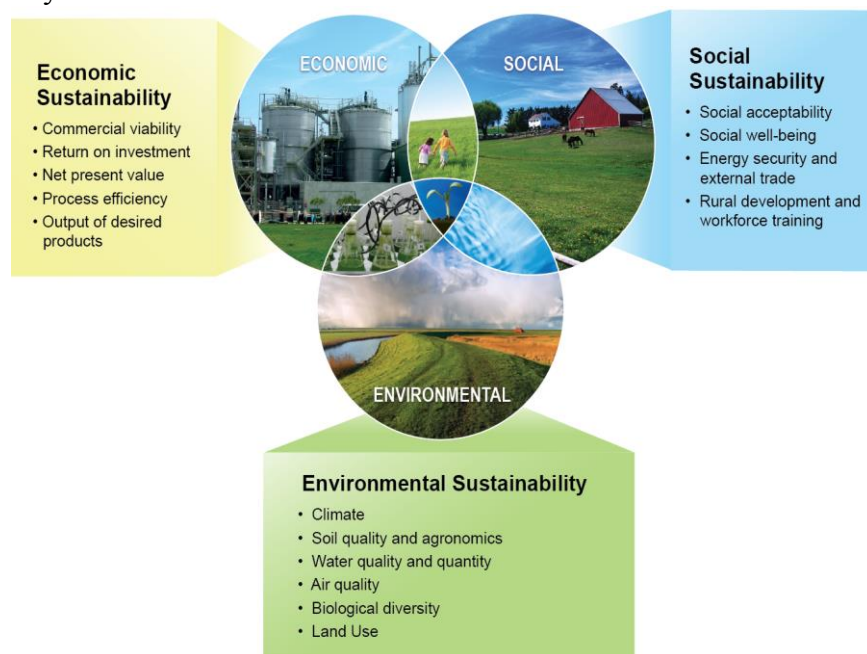 ECONOMIC
SOCIAL
Economic
Sustainability
• Commercial viability
• Return on investment
• Net present value
• Process efficiency
• Output of desired
products
Social
Sustainability
• Social acceptability
• Social well-being
• Energy security and
external trade
• Rural development and
workforce training
ENVIRONMENTAL
Environmental Sustainability
• Climate
• Soil quality and agronomics
• Water quality and quantity
• Air quality
• Biological diversity
• Land Use